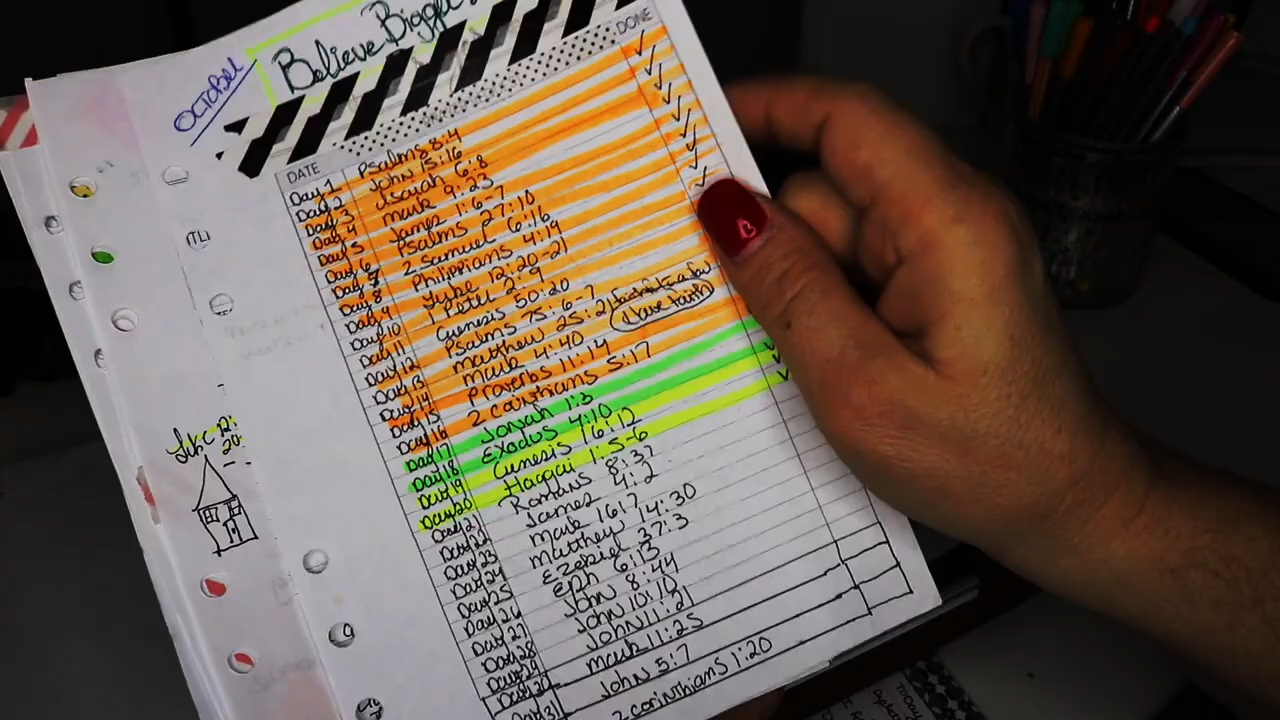 OCTOBER
Believe Bigger
DATE DONE
Day 1 Psalms 8:4 ✓
Day 2 John 15:16 ✓
Day 3 Isaiah 6:8 ✓
Day 4 Mark 9:23 ✓
Day 5 James 1:6-7 ✓
Day 6 Psalms 27:10 ✓
Day 7 2 Samuel 6:16 ✓
Day 8 Philippians 4:19
Day 9 Luke 12:20-21
Day 10 1 Peter 2:9
Day 11 Genesis 50:20
Day 12 Psalms 75:6-7
Day 13 Matthew 25:21
Have faith
Day 14 Mark 4:40
Day 15 Proverbs 11:14
Day 16 2 Corinthians 5:17
Day 17 Jonah 1:3
Day 18 Exodus 4:10 ✓
Day 19 Genesis 16:12 ✓
Day 20 Haggai 1:5-6
Day 21 Romans 8:37
Day 22 James 4:2
Day 23 Mark 16:17
Day 24 Matthew 14:30
Day 25 Ezekiel 37:3
Day 26 Eph 6:13
Day 27 John 8:44
Day 28 John 10:10
Day 29 John 11:21
Day 30 Mark 11:25
Day 31 John 5:7
2 Corinthians 1:20
12:
20
TODAY